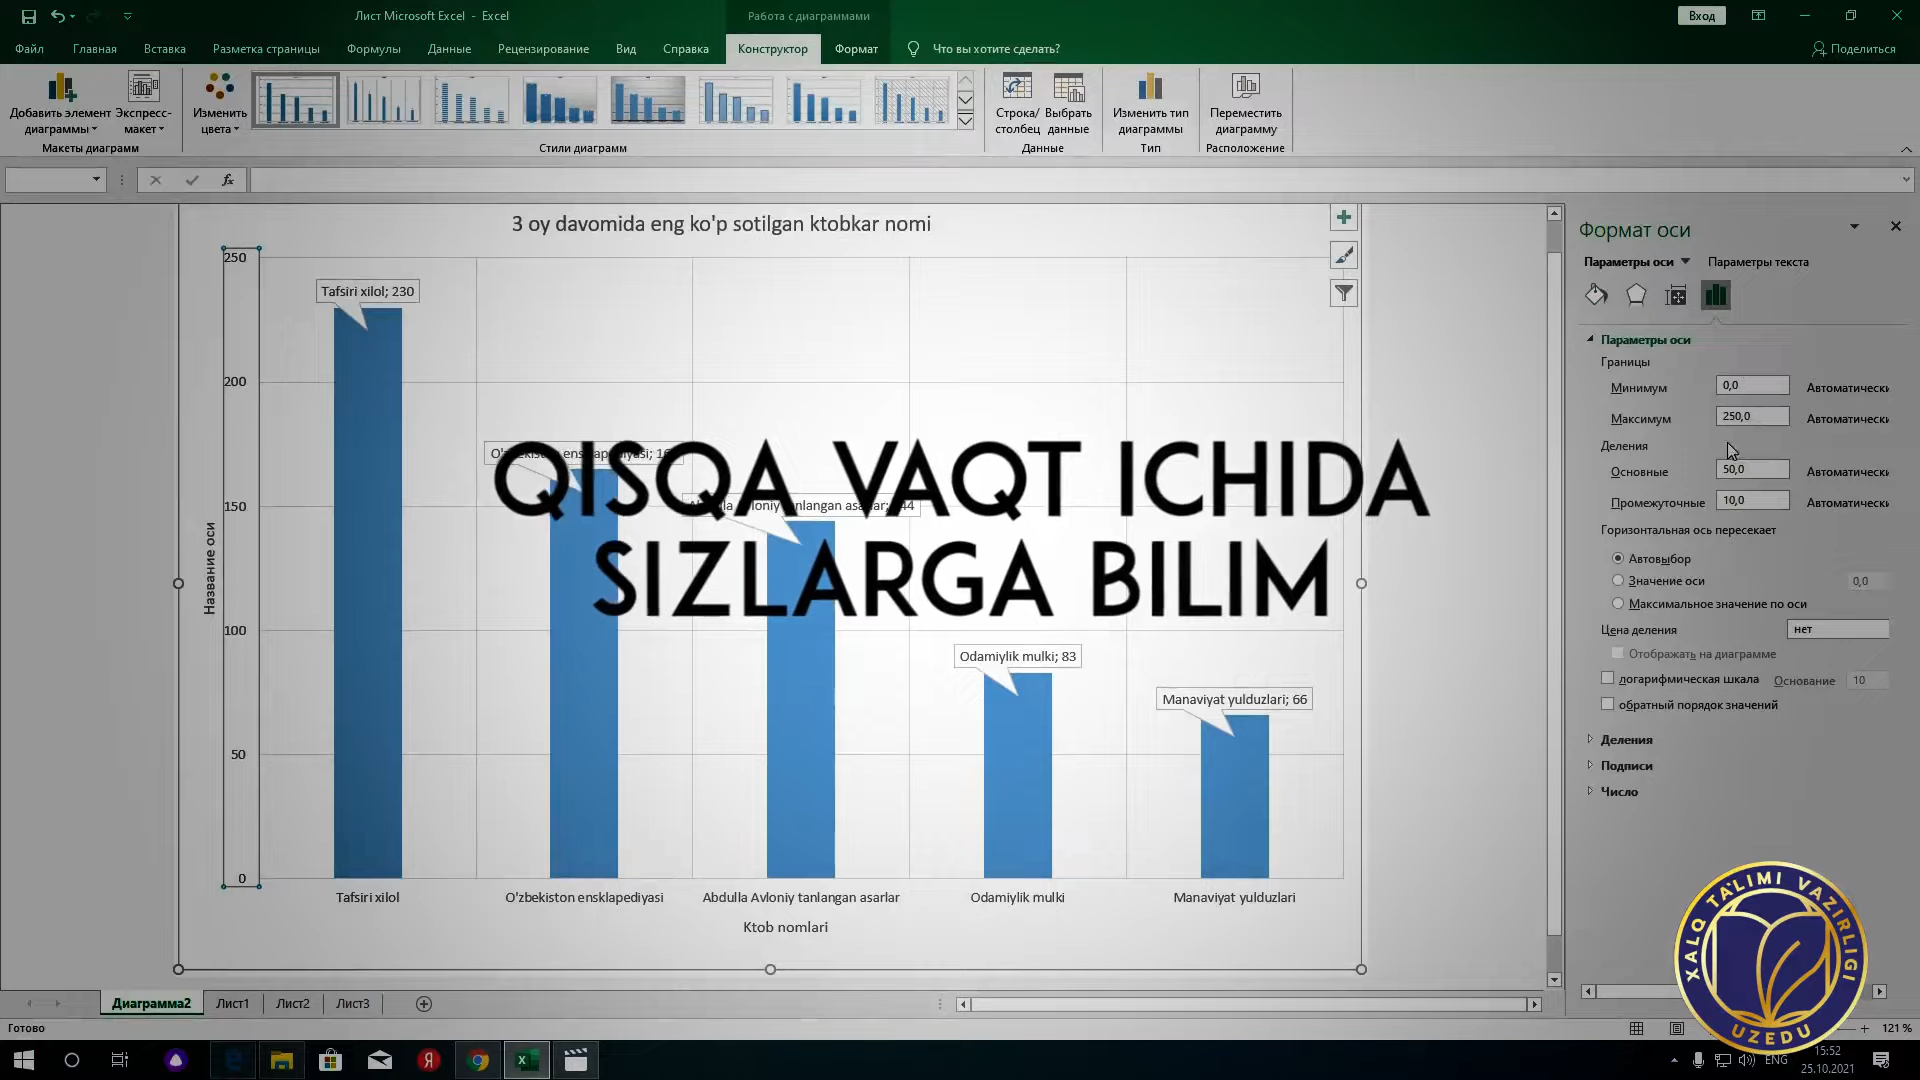 Лист Microsoft Excel - Excel
Работа с диаграммами
Вход
Файл Главная Вставка Разметка страницы Формулы Данные Рецензирование Вид Справка Конструктор Формат Что вы хотите сделать? Поделиться
Добавить элемент диаграммы
Экспресс-макет
Изменить цвета
Строка/столбец
Выбрать данные
Изменить тип диаграммы
Переместить диаграмму
Макеты диаграмм Стили диаграмм Данные Тип Расположение
fx
3 oy davomida eng ko'p sotilgan ktobkar nomi
250
200
150
100
50
0
Название оси
Tafsiri xilol; 230
QISQA VAQT ICHIDA
SIZLARGA BILIM
Odamiylik mulki; 83
Manaviyat yulduzlari; 66
Tafsiri xilol
O'zbekiston ensklapediyasi
Abdulla Avloniy tanlangan asarlar
Odamiylik mulki
Manaviyat yulduzlari
Ktob nomlari
Формат оси
Параметры оси Параметры текста
Параметры оси
Границы
Минимум 0,0 Автоматически
Максимум 250,0 Автоматически
Деления
Основные 50,0 Автоматически
Промежуточные 10,0 Автоматически
Горизонтальная ось пересекает
Автовыбор
Значение оси 0,0
Максимальное значение по оси
Цена деления нет
Отображать на диаграмме
логарифмическая шкала Основание 10
обратный порядок значений
Деления
Подписи
Число
XALQ TA'LIMI VAZIRLIGI
UZEDU
Диаграмма2 Лист1 Лист2 Лист3
Готово
121 %
ENG
15:52
25.10.2021